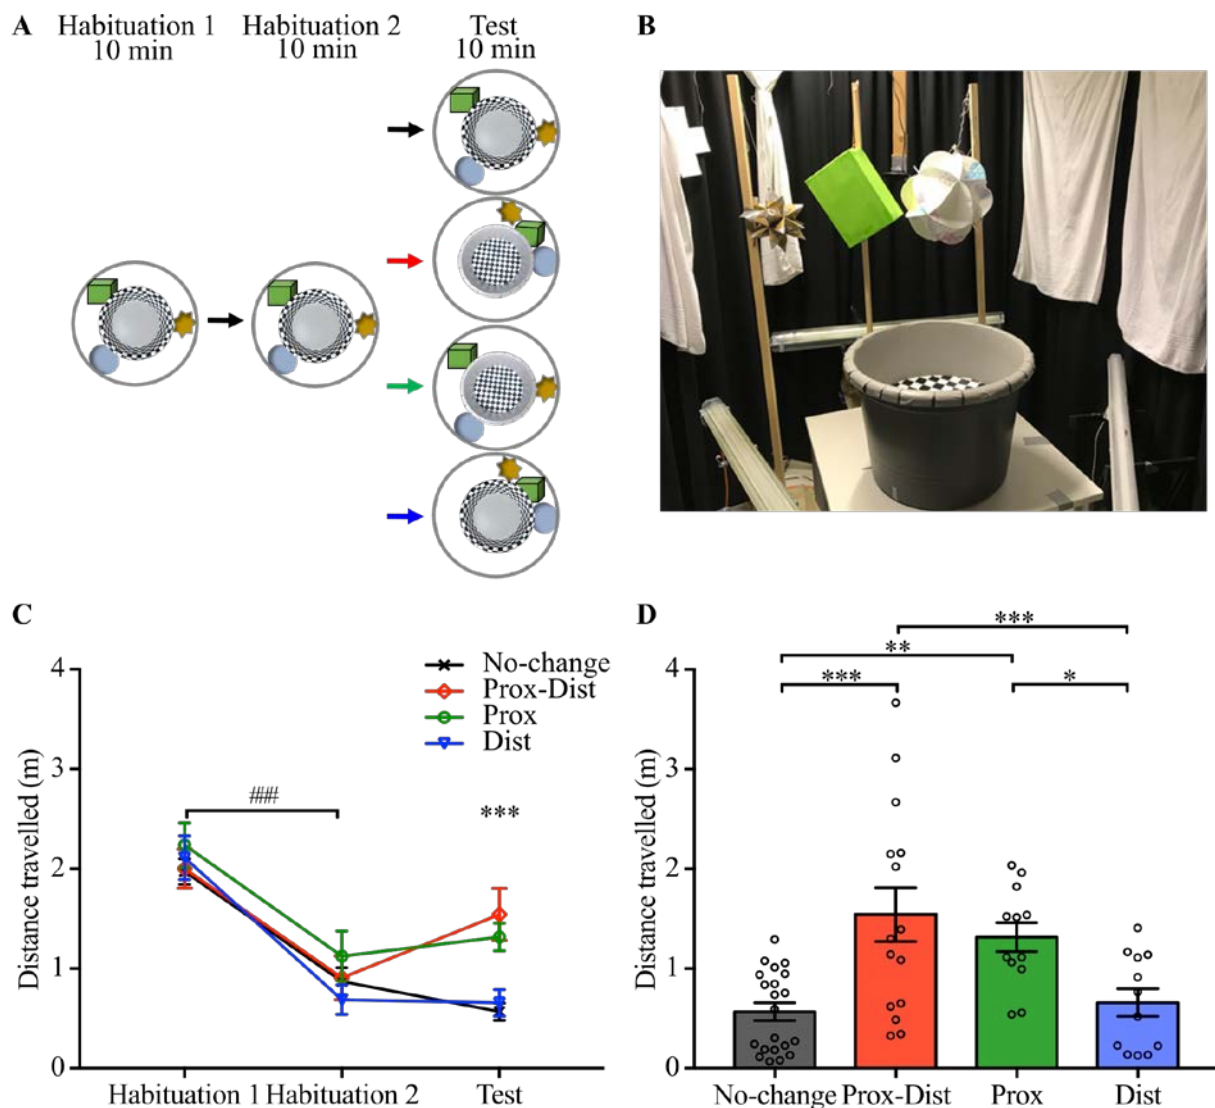 A
Habituation 1
10 min
Habituation 2
10 min
Test
10 min
B
C
4
3
2
1
0
Distance travelled (m)
No-change
Prox-Dist
Prox
Dist
###
***
Habituation 1
Habituation 2
Test
D
4
3
2
1
0
Distance travelled (m)
***
**
***
*
No-change
Prox-Dist
Prox
Dist